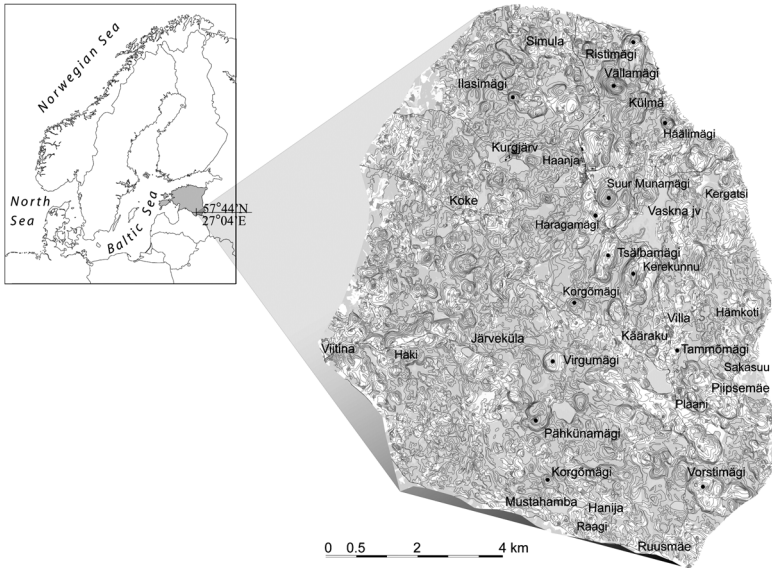 Norwegian Sea
North
Sea
Baltic Sea
57°44'N
27°04'E
Simula
Ristimägi
Vällamägi
Ilasimägi
Külma
Häälimägi
Kurgjärv
Haanja
Suur Munamägi
Kergatsi
Koke
Vaskna jv
Haragamägi
Tsälbamägi
Kerekunnu
Korgõmägi
Hämkoti
Villa
Kääraku
Järveküla
Viitina
Haki
Tammõmägi
Virgumägi
Sakasuu
Piipsemäe
Plaani
Pähkünamägi
Korgõmägi
Vorstimägi
Mustahamba
Hanija
Raagi
Ruusmäe
0 0.5 2 4 km